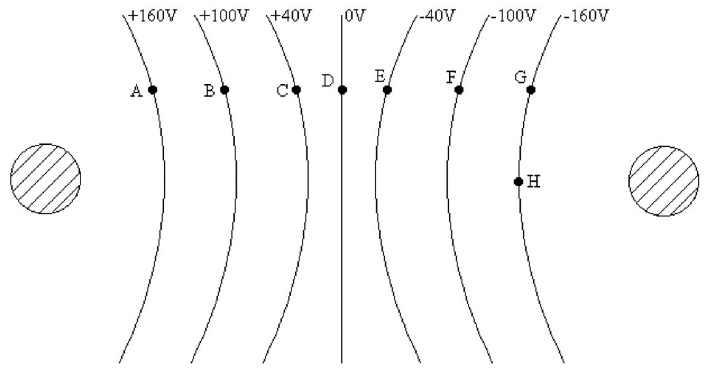 +160V +100V +40V 0V -40V -100V -160V
A B C D E F G
H